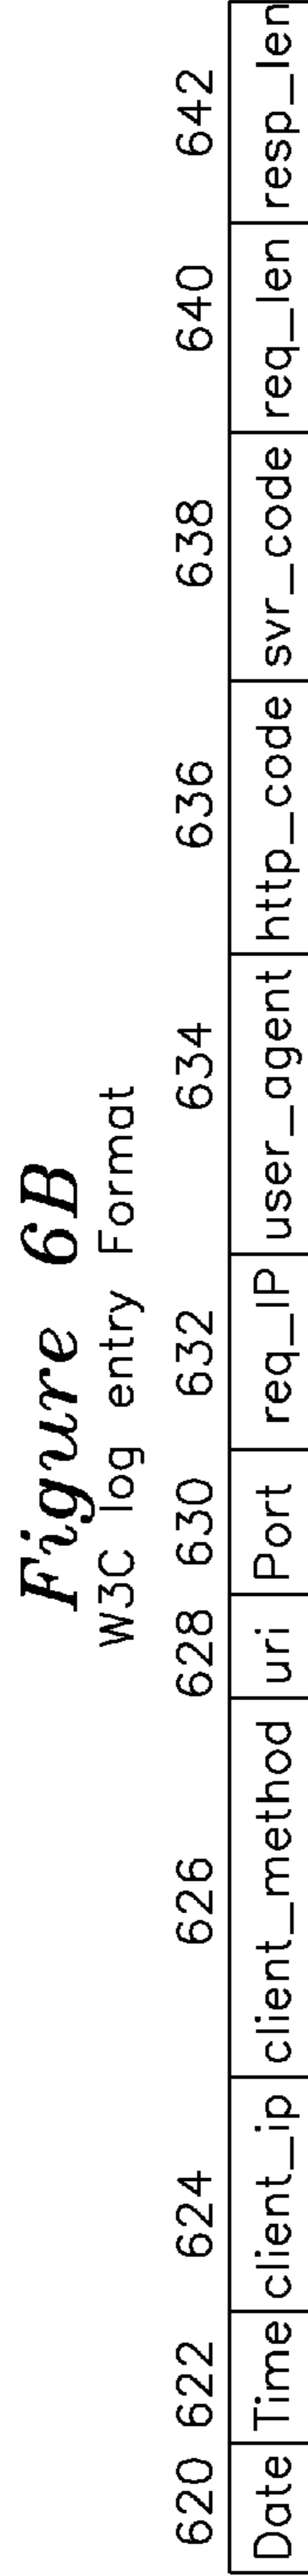 Figure 6B
W3C log entry Format
620 622 624 626 628 630 632 634 636 638 640 642
Date Time client_ip client_method uri Port req_IP user_agent http_code svr_code req_len resp_len